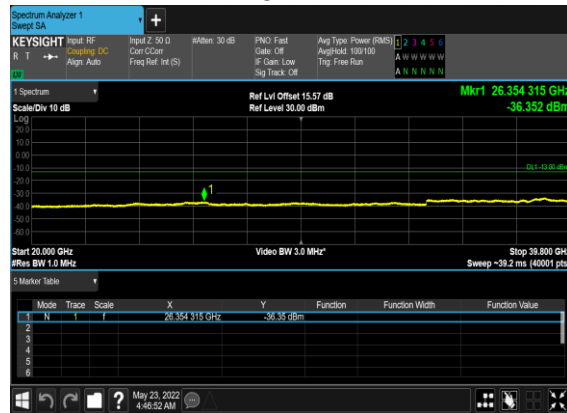 Spectrum Analyzer 1
Swept SA
+
KEYSIGHT Input: RF Input Z: 50 Ω #Atten: 30 dB PNO: Fast Avg Type: Power (RMS) 1 2 3 4 5 6
R T Coupling: DC Corr CCorr Gate: Off Avg|Hold: 100/100 A W W W W W
Align: Auto Freq Ref: Int (S) IF Gain: Low Trig: Free Run
Sig Track: Off A N N N N N
1 Spectrum Ref Lvl Offset 15.57 dB Mkr1 26.354 315 GHz
Scale/Div 10 dB Ref Level 30.00 dBm -36.352 dBm
Log
20.0
10.0
0.00
-10.0 DL1 -13.00 dBm
-20.0
-30.0 1
-40.0
-50.0
-60.0
Start 20.000 GHz Video BW 3.0 MHz* Stop 39.800 GHz
#Res BW 1.0 MHz Sweep ~39.2 ms (40001 pts
5 Marker Table
Mode Trace Scale X Y Function Function Width Function Value
1 N 1 f 26.354 315 GHz -36.35 dBm
2
3
4
5
6
? May 23, 2022
4:46:52 AM